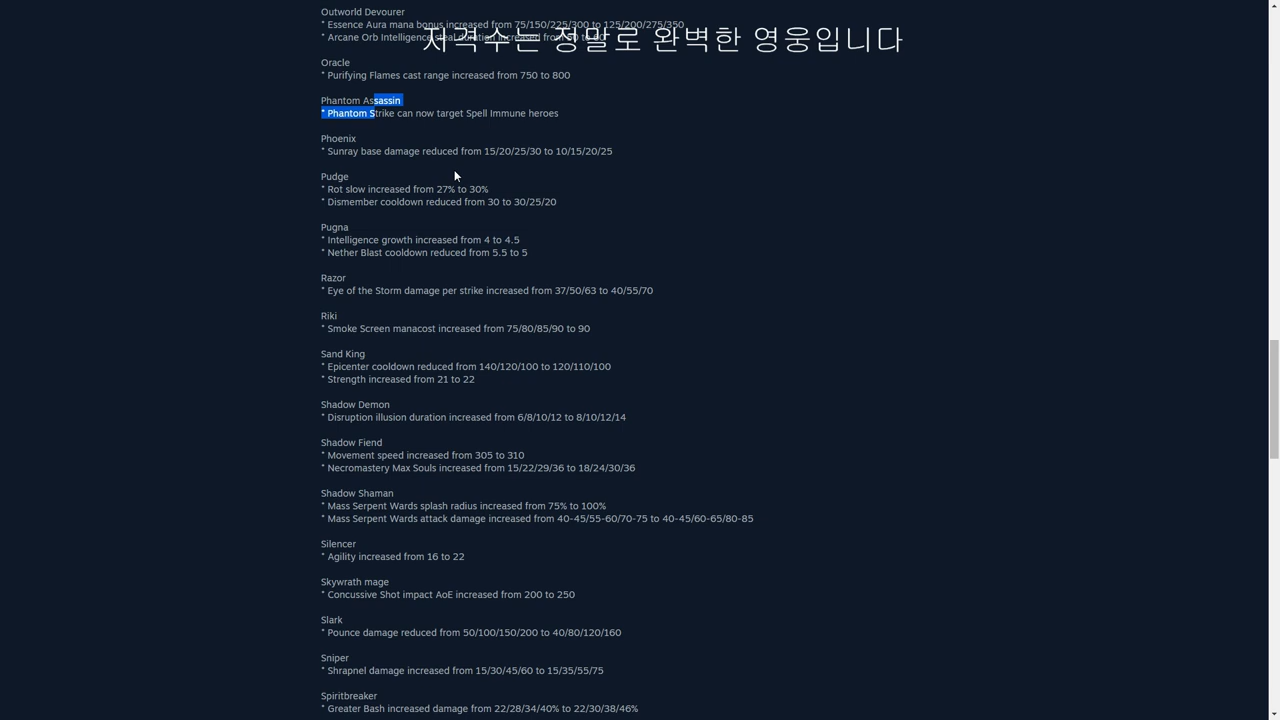 Outworld Devourer
* Essence Aura mana bonus increased from 75/150/225/300 to 125/200/275/350
* Arcane Orb Intelligence steal duration increased from
저격수는 정말로 완벽한 영웅입니다
Oracle
* Purifying Flames cast range increased from 750 to 800
Phantom Assassin
* Phantom Strike can now target Spell Immune heroes
Phoenix
* Sunray base damage reduced from 15/20/25/30 to 10/15/20/25
Pudge
* Rot slow increased from 27% to 30%
* Dismember cooldown reduced from 30 to 30/25/20
Pugna
* Intelligence growth increased from 4 to 4.5
* Nether Blast cooldown reduced from 5.5 to 5
Razor
* Eye of the Storm damage per strike increased from 37/50/63 to 40/55/70
Riki
* Smoke Screen manacost increased from 75/80/85/90 to 90
Sand King
* Epicenter cooldown reduced from 140/120/100 to 120/110/100
* Strength increased from 21 to 22
Shadow Demon
* Disruption illusion duration increased from 6/8/10/12 to 8/10/12/14
Shadow Fiend
* Movement speed increased from 305 to 310
* Necromastery Max Souls increased from 15/22/29/36 to 18/24/30/36
Shadow Shaman
* Mass Serpent Wards splash radius increased from 75% to 100%
* Mass Serpent Wards attack damage increased from 40-45/55-60/70-75 to 40-45/60-65/80-85
Silencer
* Agility increased from 16 to 22
Skywrath mage
* Concussive Shot impact AoE increased from 200 to 250
Slark
* Pounce damage reduced from 50/100/150/200 to 40/80/120/160
Sniper
* Shrapnel damage increased from 15/30/45/60 to 15/35/55/75
Spiritbreaker
* Greater Bash increased damage from 22/28/34/40% to 22/30/38/46%